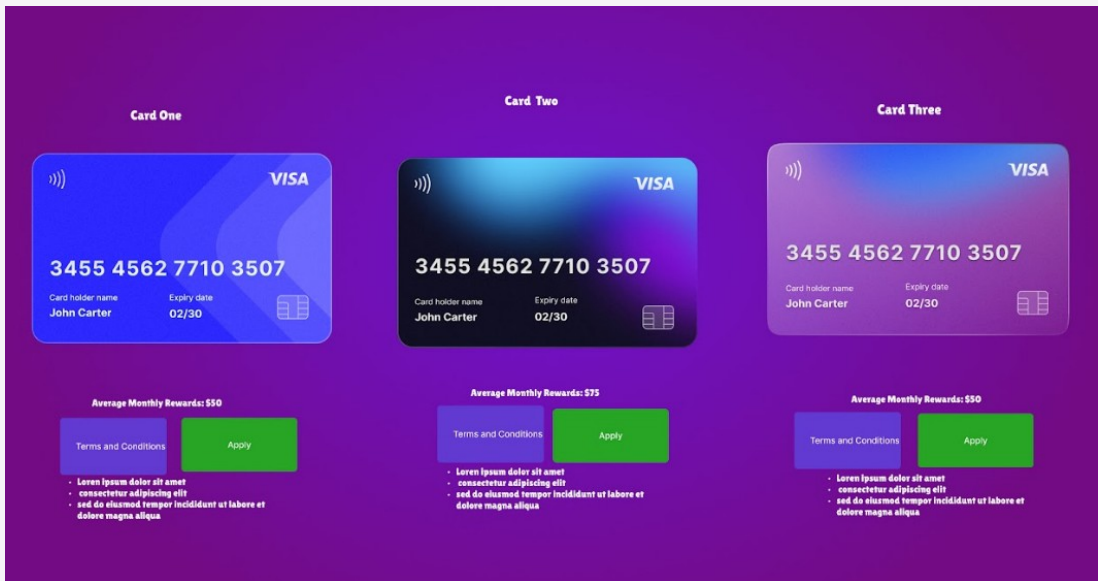 Card One
VISA
3455 4562 7710 3507
Card holder name
Expiry date
John Carter
02/30
Average Monthly Rewards: $50
Terms and Conditions
Apply
• Loren ipsum dolor sit amet
• consectetur adipiscing elit
• sed do eiusmod tempor incididunt ut labore et
dolore magna aliqua
Card Two
VISA
3455 4562 7710 3507
Card holder name
Expiry date
John Carter
02/30
Average Monthly Rewards: $75
Terms and Conditions
Apply
• Loren ipsum dolor sit amet
• consectetur adipiscing elit
• sed do eiusmod tempor incididunt ut labore et
dolore magna aliqua
Card Three
VISA
3455 4562 7710 3507
Card holder name
Expiry date
John Carter
02/30
Average Monthly Rewards: $50
Terms and Conditions
Apply
• Loren ipsum dolor sit amet
• consectetur adipiscing elit
• sed do eiusmod tempor incididunt ut labore et
dolore magna aliqua